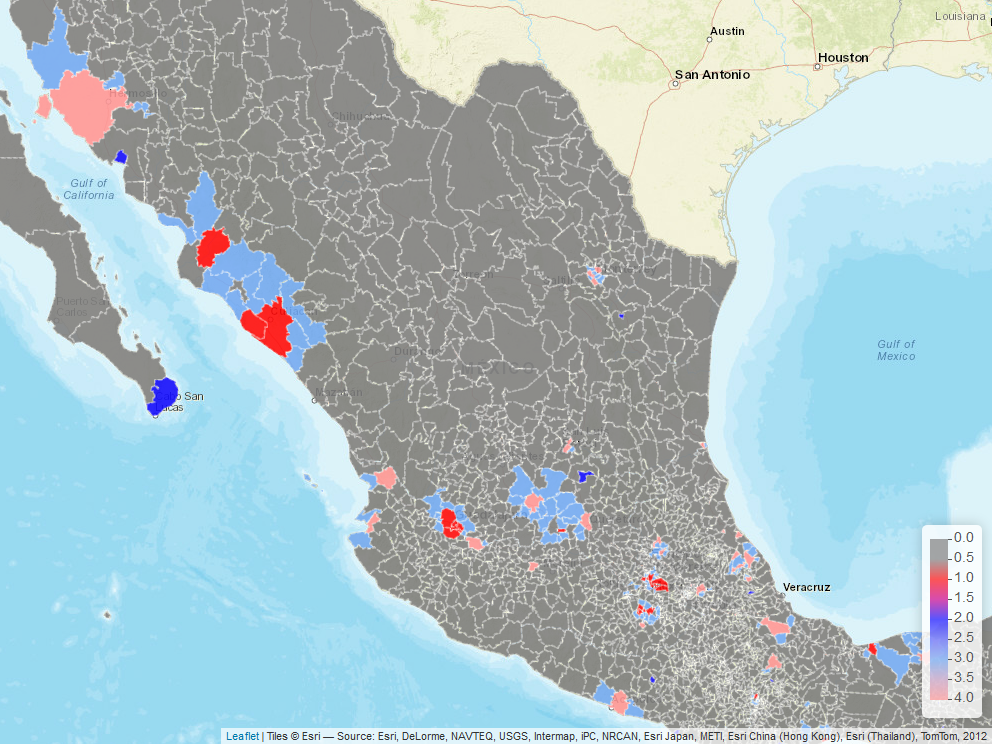 Louisiana
Austin
Houston
San Antonio
Hermosillo
Chihuahua
Gulf of
California
Torreón
Puerto San
Carlos
MÉXICO
Gulf of
Mexico
Mazatlán
San
Lucas
Veracruz
0.0
0.5
1.0
1.5
2.0
2.5
3.0
3.5
4.0
Leaflet | Tiles © Esri — Source: Esri, DeLorme, NAVTEQ, USGS, Intermap, iPC, NRCAN, Esri Japan, METI, Esri China (Hong Kong), Esri (Thailand), TomTom, 2012